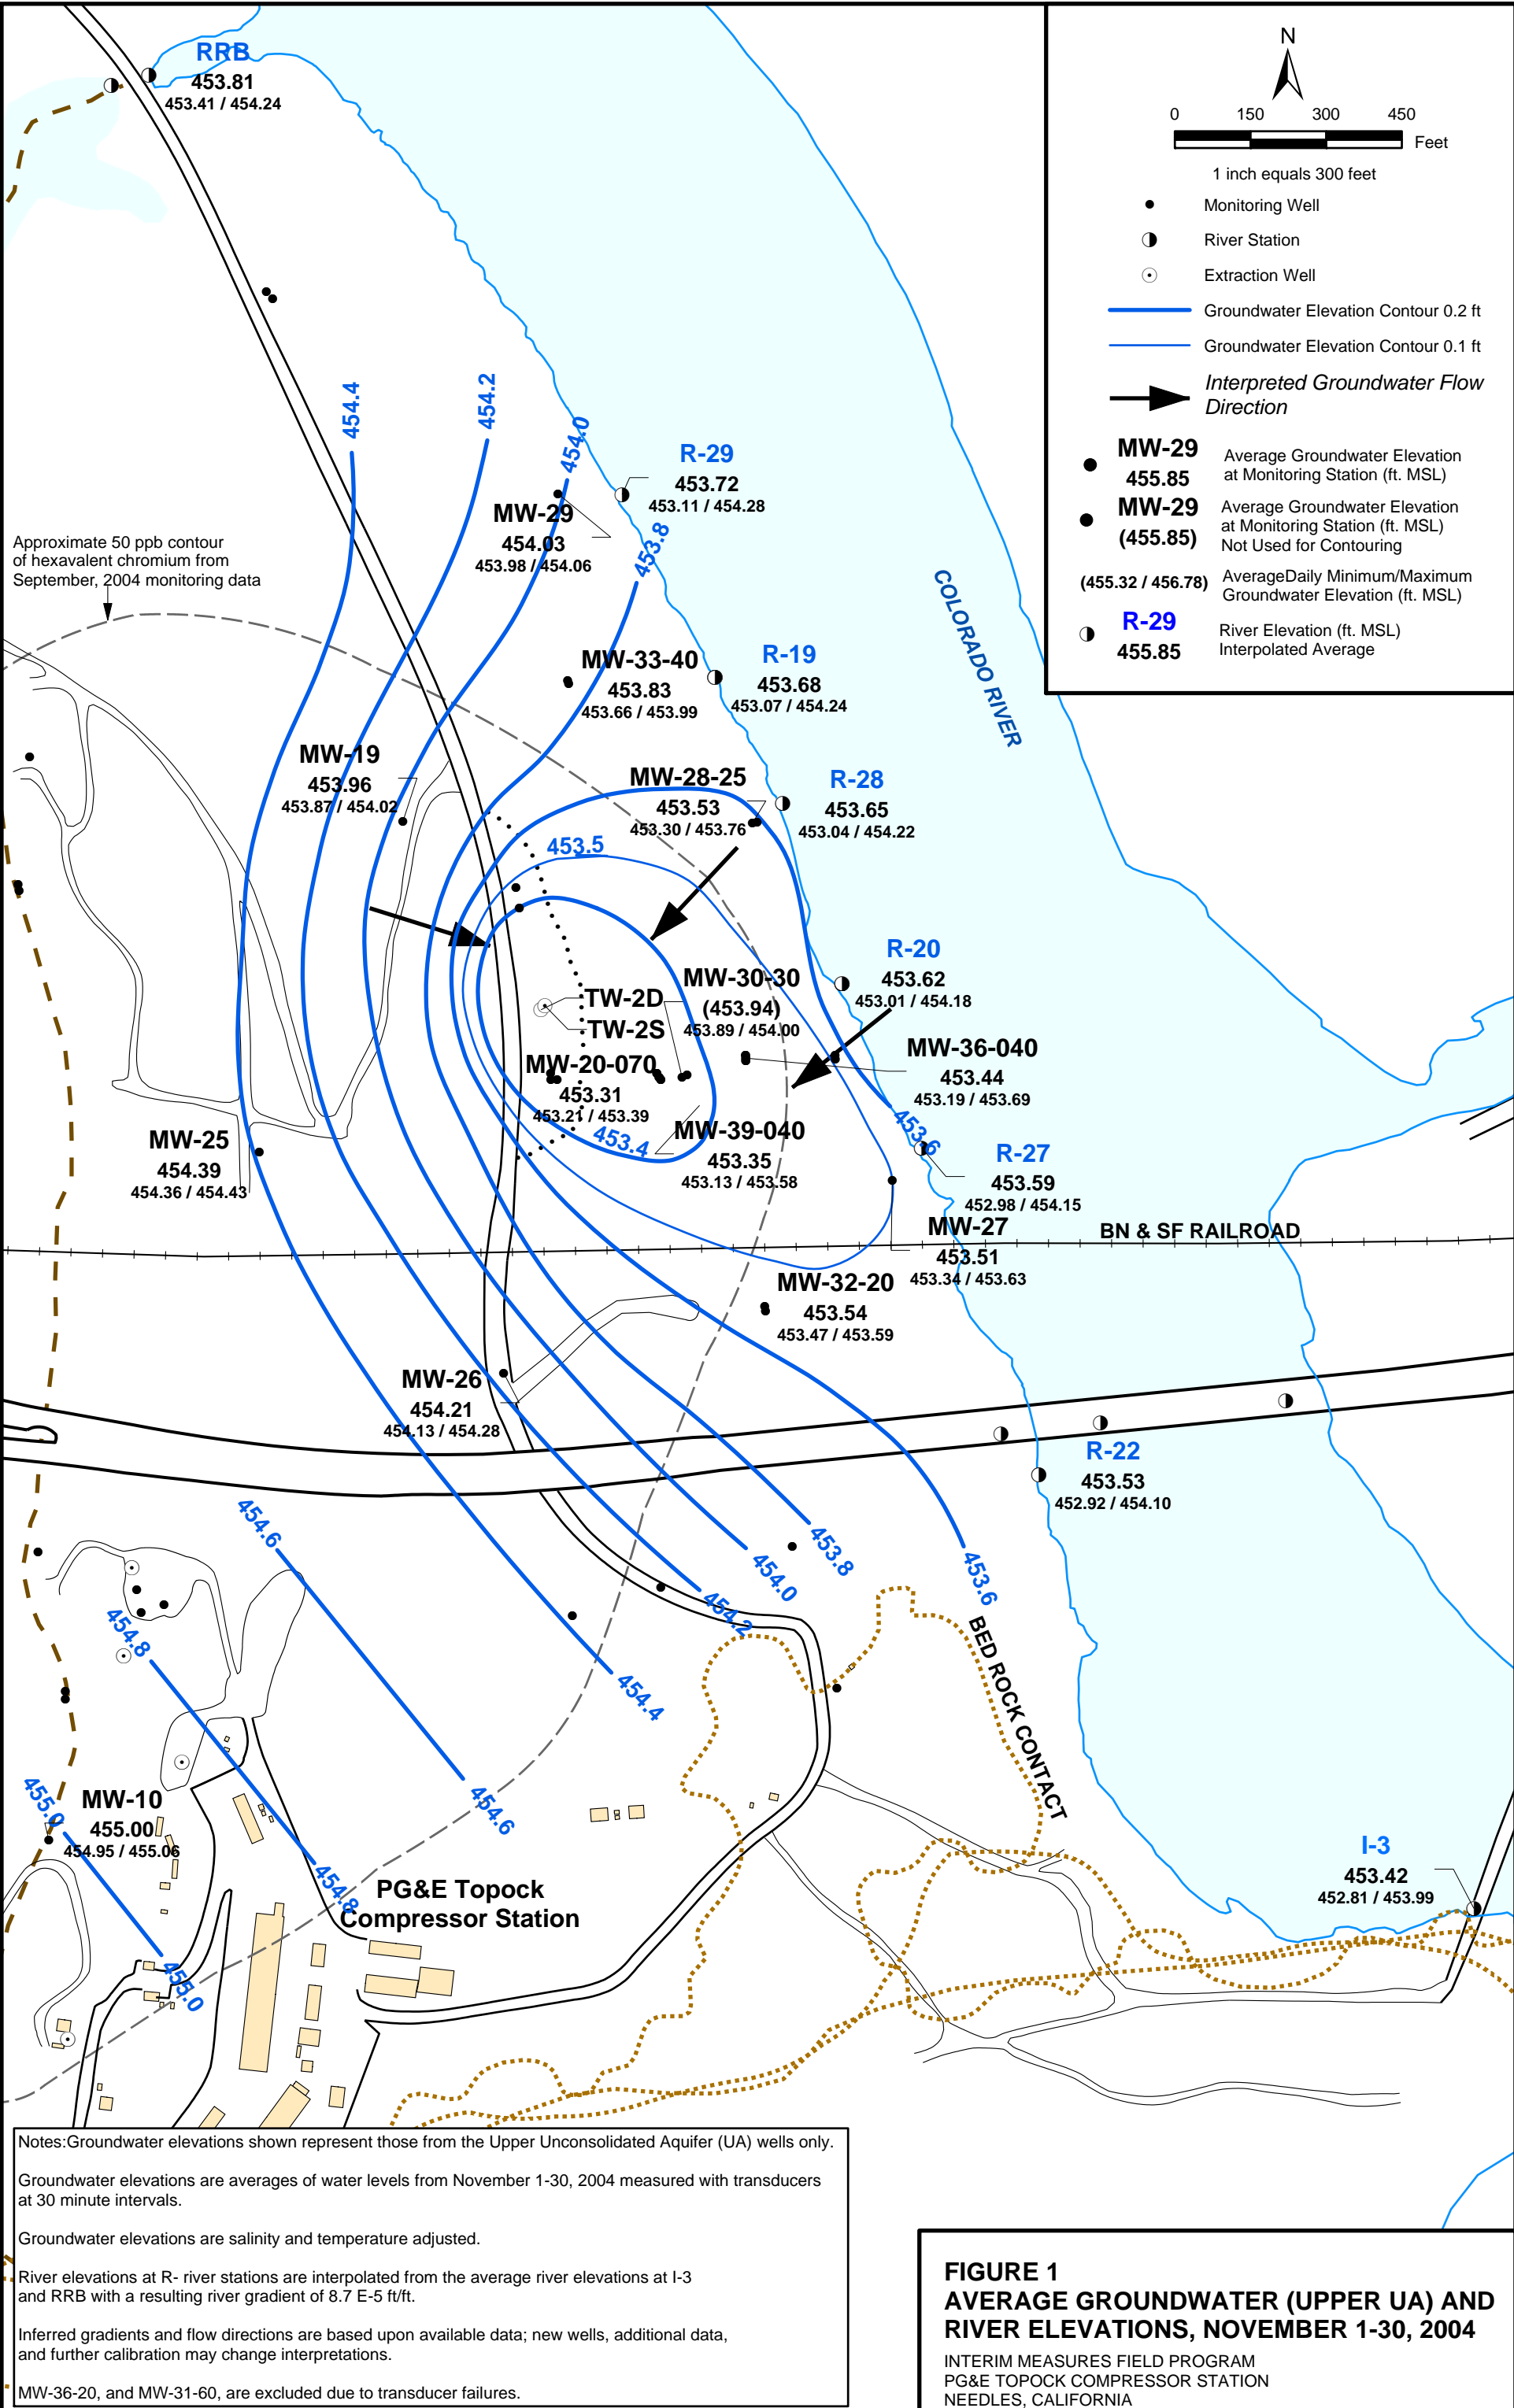 RRB
453.81
453.41 / 454.24
N
0 150 300 450
Feet
1 inch equals 300 feet
Monitoring Well
River Station
Extraction Well
Groundwater Elevation Contour 0.2 ft
Groundwater Elevation Contour 0.1 ft
Interpreted Groundwater Flow
Direction
MW-29
455.85
Average Groundwater Elevation
at Monitoring Station (ft. MSL)
MW-29
(455.85)
Average Groundwater Elevation
at Monitoring Station (ft. MSL)
Not Used for Contouring
(455.32 / 456.78)
AverageDaily Minimum/Maximum
Groundwater Elevation (ft. MSL)
R-29
455.85
River Elevation (ft. MSL)
Interpolated Average
454.4
454.2
454.0
453.8
R-29
453.72
453.11 / 454.28
MW-29
454.03
453.98 / 454.06
Approximate 50 ppb contour
of hexavalent chromium from
September, 2004 monitoring data
COLORADO RIVER
MW-33-40
453.83
453.66 / 453.99
R-19
453.68
453.07 / 454.24
MW-19
453.96
453.87 / 454.02
MW-28-25
453.53
453.30 / 453.76
R-28
453.65
453.04 / 454.22
453.5
R-20
453.62
453.01 / 454.18
MW-30-30
(453.94)
453.89 / 454.00
TW-2D
TW-2S
MW-36-040
453.44
453.19 / 453.69
MW-20-070
453.31
453.21 / 453.39
453.4
453.6
MW-39-040
453.35
453.13 / 453.58
MW-25
454.39
454.36 / 454.43
R-27
453.59
452.98 / 454.15
BN & SF RAILROAD
MW-27
453.51
453.34 / 453.63
MW-32-20
453.54
453.47 / 453.59
MW-26
454.21
454.13 / 454.28
R-22
453.53
452.92 / 454.10
454.6
453.8
454.0
453.6
454.2
454.8
454.4
BED ROCK CONTACT
455.0
MW-10
455.00
454.95 / 455.06
454.6
I-3
453.42
452.81 / 453.99
454.8
PG&E Topock
Compressor Station
455.0
Notes:Groundwater elevations shown represent those from the Upper Unconsolidated Aquifer (UA) wells only.
Groundwater elevations are averages of water levels from November 1-30, 2004 measured with transducers
at 30 minute intervals.
Groundwater elevations are salinity and temperature adjusted.
River elevations at R- river stations are interpolated from the average river elevations at I-3
and RRB with a resulting river gradient of 8.7 E-5 ft/ft.
Inferred gradients and flow directions are based upon available data; new wells, additional data,
and further calibration may change interpretations.
MW-36-20, and MW-31-60, are excluded due to transducer failures.
FIGURE 1
AVERAGE GROUNDWATER (UPPER UA) AND
RIVER ELEVATIONS, NOVEMBER 1-30, 2004
INTERIM MEASURES FIELD PROGRAM
PG&E TOPOCK COMPRESSOR STATION
NEEDLES, CALIFORNIA